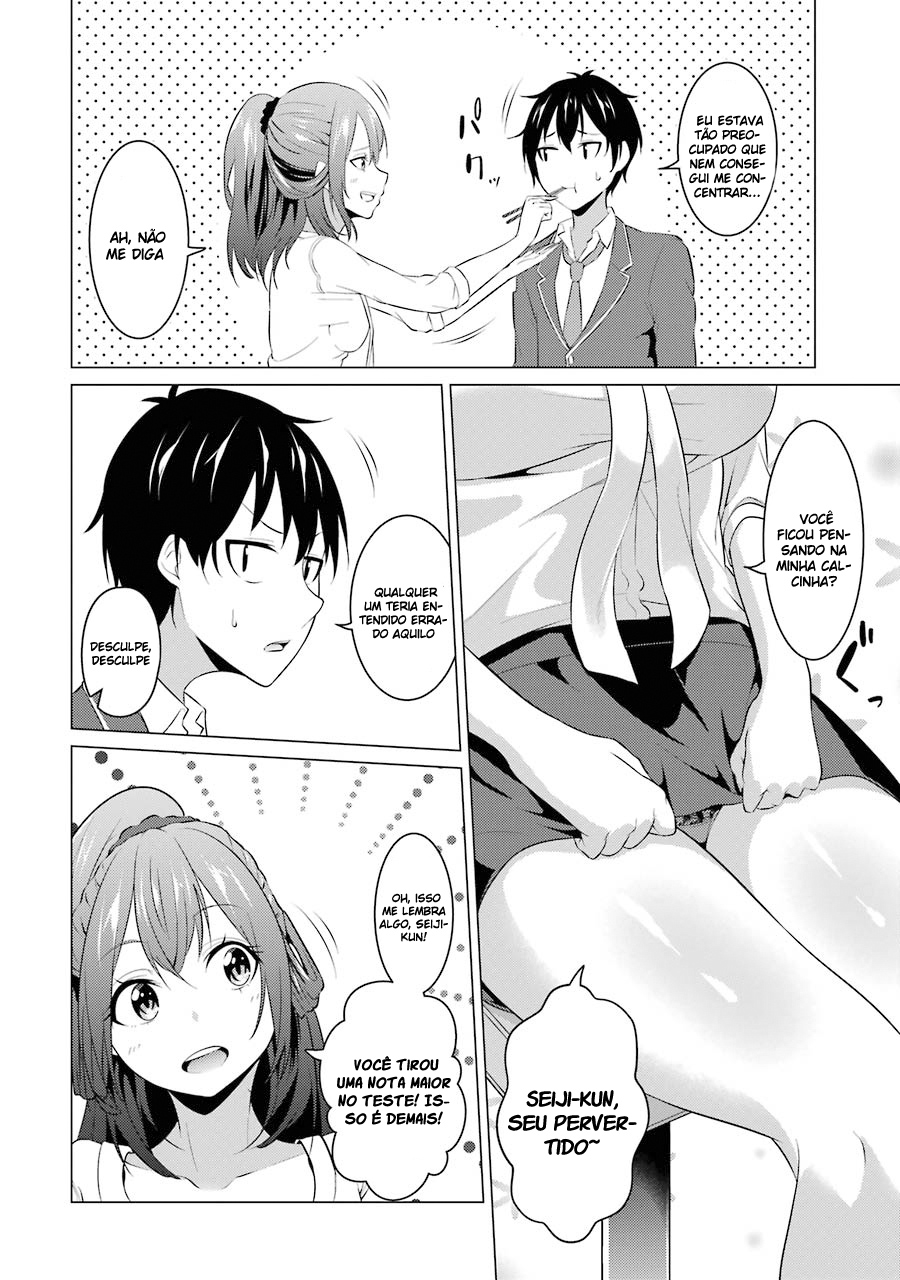 EU ESTAVA
TÃO PREO-
CUPADO QUE
NEM CONSE-
GUI ME CON-
CENTRAR...
パクッ
AH, NÃO
ME DIGA
VOCÊ
FICOU PEN-
SANDO NA
MINHA CAL-
CINHA?
SEIJI-KUN,
SEU PERVER-
TIDO~
QUALQUER
UM TERIA EN-
TENDIDO ERRA-
DO AQUILO
DESCULPE,
DESCULPE
OH, ISSO
ME LEMBRA
ALGO, SEIJI-
KUN!
VOCÊ TIROU
UMA NOTA MAIOR
NO TESTE! IS-
SO É DEMAIS!